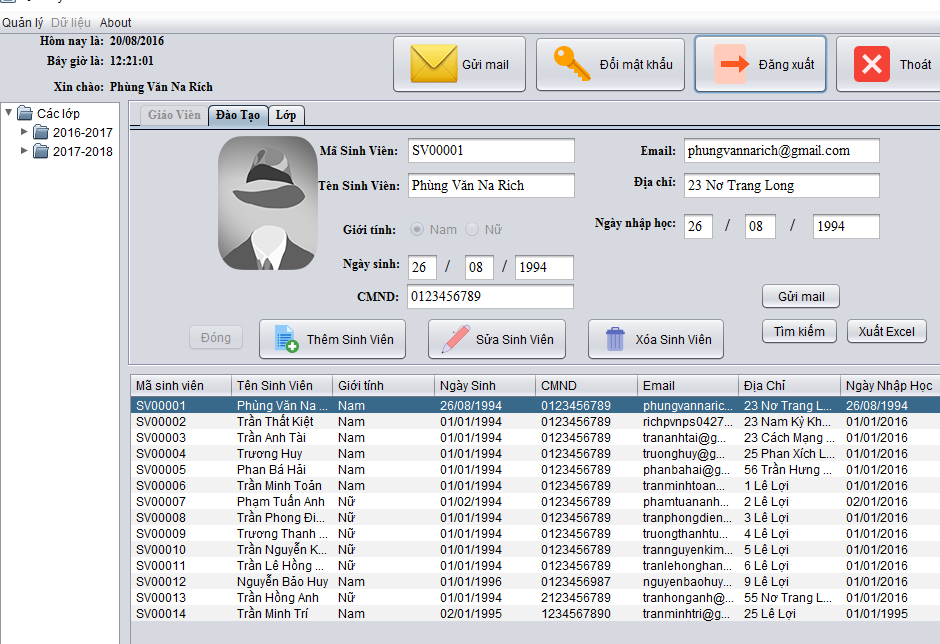 Quản lý Dữ liệu About
Hôm nay là: 20/08/2016
Bây giờ là: 12:21:01
Xin chào: Phùng Văn Na Rích
Gửi mail
Đổi mật khẩu
Đăng xuất
Thoát
Các lớp
2016-2017
2017-2018
Giáo Viên Đào Tạo Lớp
Mã Sinh Viên: SV00001
Tên Sinh Viên: Phùng Văn Na Rich
Giới tính: Nam Nữ
Ngày sinh: 26 / 08 / 1994
CMND: 0123456789
Email: phungvannarich@gmail.com
Địa chỉ: 23 Nơ Trang Long
Ngày nhập học: 26 / 08 / 1994
Gửi mail
Đóng Thêm Sinh Viên Sửa Sinh Viên Xóa Sinh Viên Tìm kiếm Xuất Excel
Mã sinh viên Tên Sinh Viên Giới tính Ngày Sinh CMND Email Địa Chỉ Ngày Nhập Học
SV00001 Phùng Văn Na ... Nam 26/08/1994 0123456789 phungvannaric... 23 Nơ Trang L... 26/08/1994
SV00002 Trần Thất Kiệt Nam 01/01/1994 0123456789 richpvnps0427... 23 Nam Kỳ Kh... 01/01/2016
SV00003 Trần Anh Tài Nam 01/01/1994 0123456789 trananhtai@g... 23 Cách Mạng ... 01/01/2016
SV00004 Trương Huy Nam 01/01/1994 0123456789 truonghuy@g... 25 Phan Xích L... 01/01/2016
SV00005 Phan Bá Hải Nam 01/01/1994 0123456789 phanbahai@g... 56 Trần Hưng ... 01/01/2016
SV00006 Trần Minh Toản Nam 01/01/1994 0123456789 tranminhtoan... 1 Lê Lợi 01/01/2016
SV00007 Phạm Tuấn Anh Nữ 01/02/1994 0123456789 phamtuananh... 2 Lê Lợi 02/01/2016
SV00008 Trần Phong Đi... Nữ 01/01/1994 0123456789 tranphongdien... 3 Lê Lợi 01/01/2016
SV00009 Trương Thanh ... Nữ 01/01/1994 0123456789 truongthanhtu... 4 Lê Lợi 01/01/2016
SV00010 Trần Nguyễn K... Nữ 01/01/1994 0123456789 trannguyenkim... 5 Lê Lợi 01/01/2016
SV00011 Trần Lê Hồng ... Nữ 01/01/1994 0123456789 tranlehonghan... 6 Lê Lợi 01/01/2016
SV00012 Nguyễn Bảo Huy Nam 01/01/1996 0123456987 nguyenbaohuy... 9 Lê Lợi 01/01/2016
SV00013 Trần Hồng Anh Nữ 01/01/1994 2123456789 tranhonganh@... 55 Nơ Trang L... 01/01/2016
SV00014 Trần Minh Trí Nam 02/01/1995 1234567890 tranminhtri@g... 25 Lê Lợi 01/01/1995